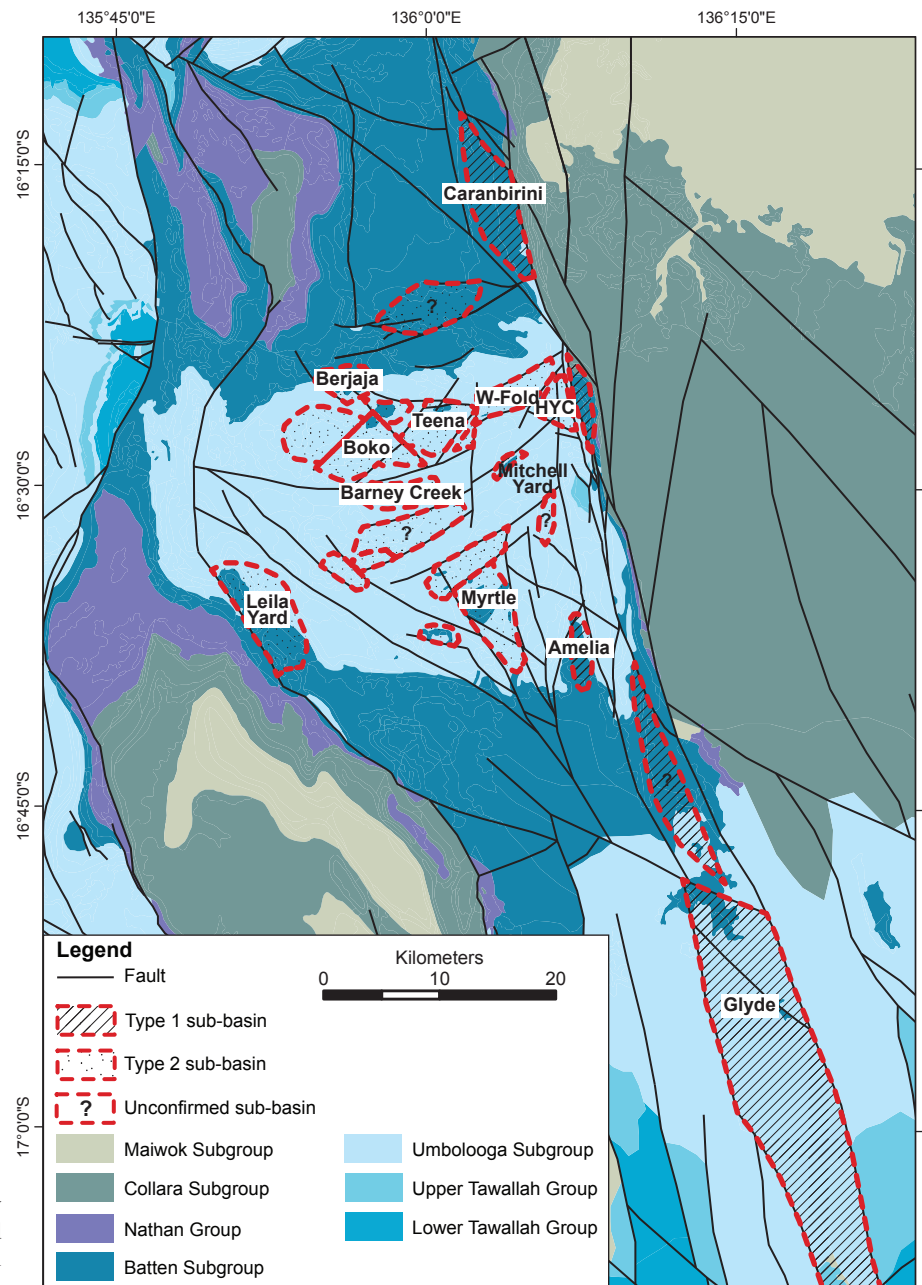 135°45'0"E
136°0'0"E
136°15'0"E
16°15'0"S
Caranbirini
?
Berjaja
W-Fold
HYC
Teena
Boko
16°30'0"S
Mitchell
Yard
Barney Creek
?
?
Leila
Yard
Myrtle
Amelia
?
16°45'0"S
?
Glyde
17°0'0"S
Legend
Fault
Type 1 sub-basin
Type 2 sub-basin
? Unconfirmed sub-basin
Maiwok Subgroup
Collara Subgroup
Nathan Group
Batten Subgroup
Umbolooga Subgroup
Upper Tawallah Group
Lower Tawallah Group
Kilometers
0 10 20